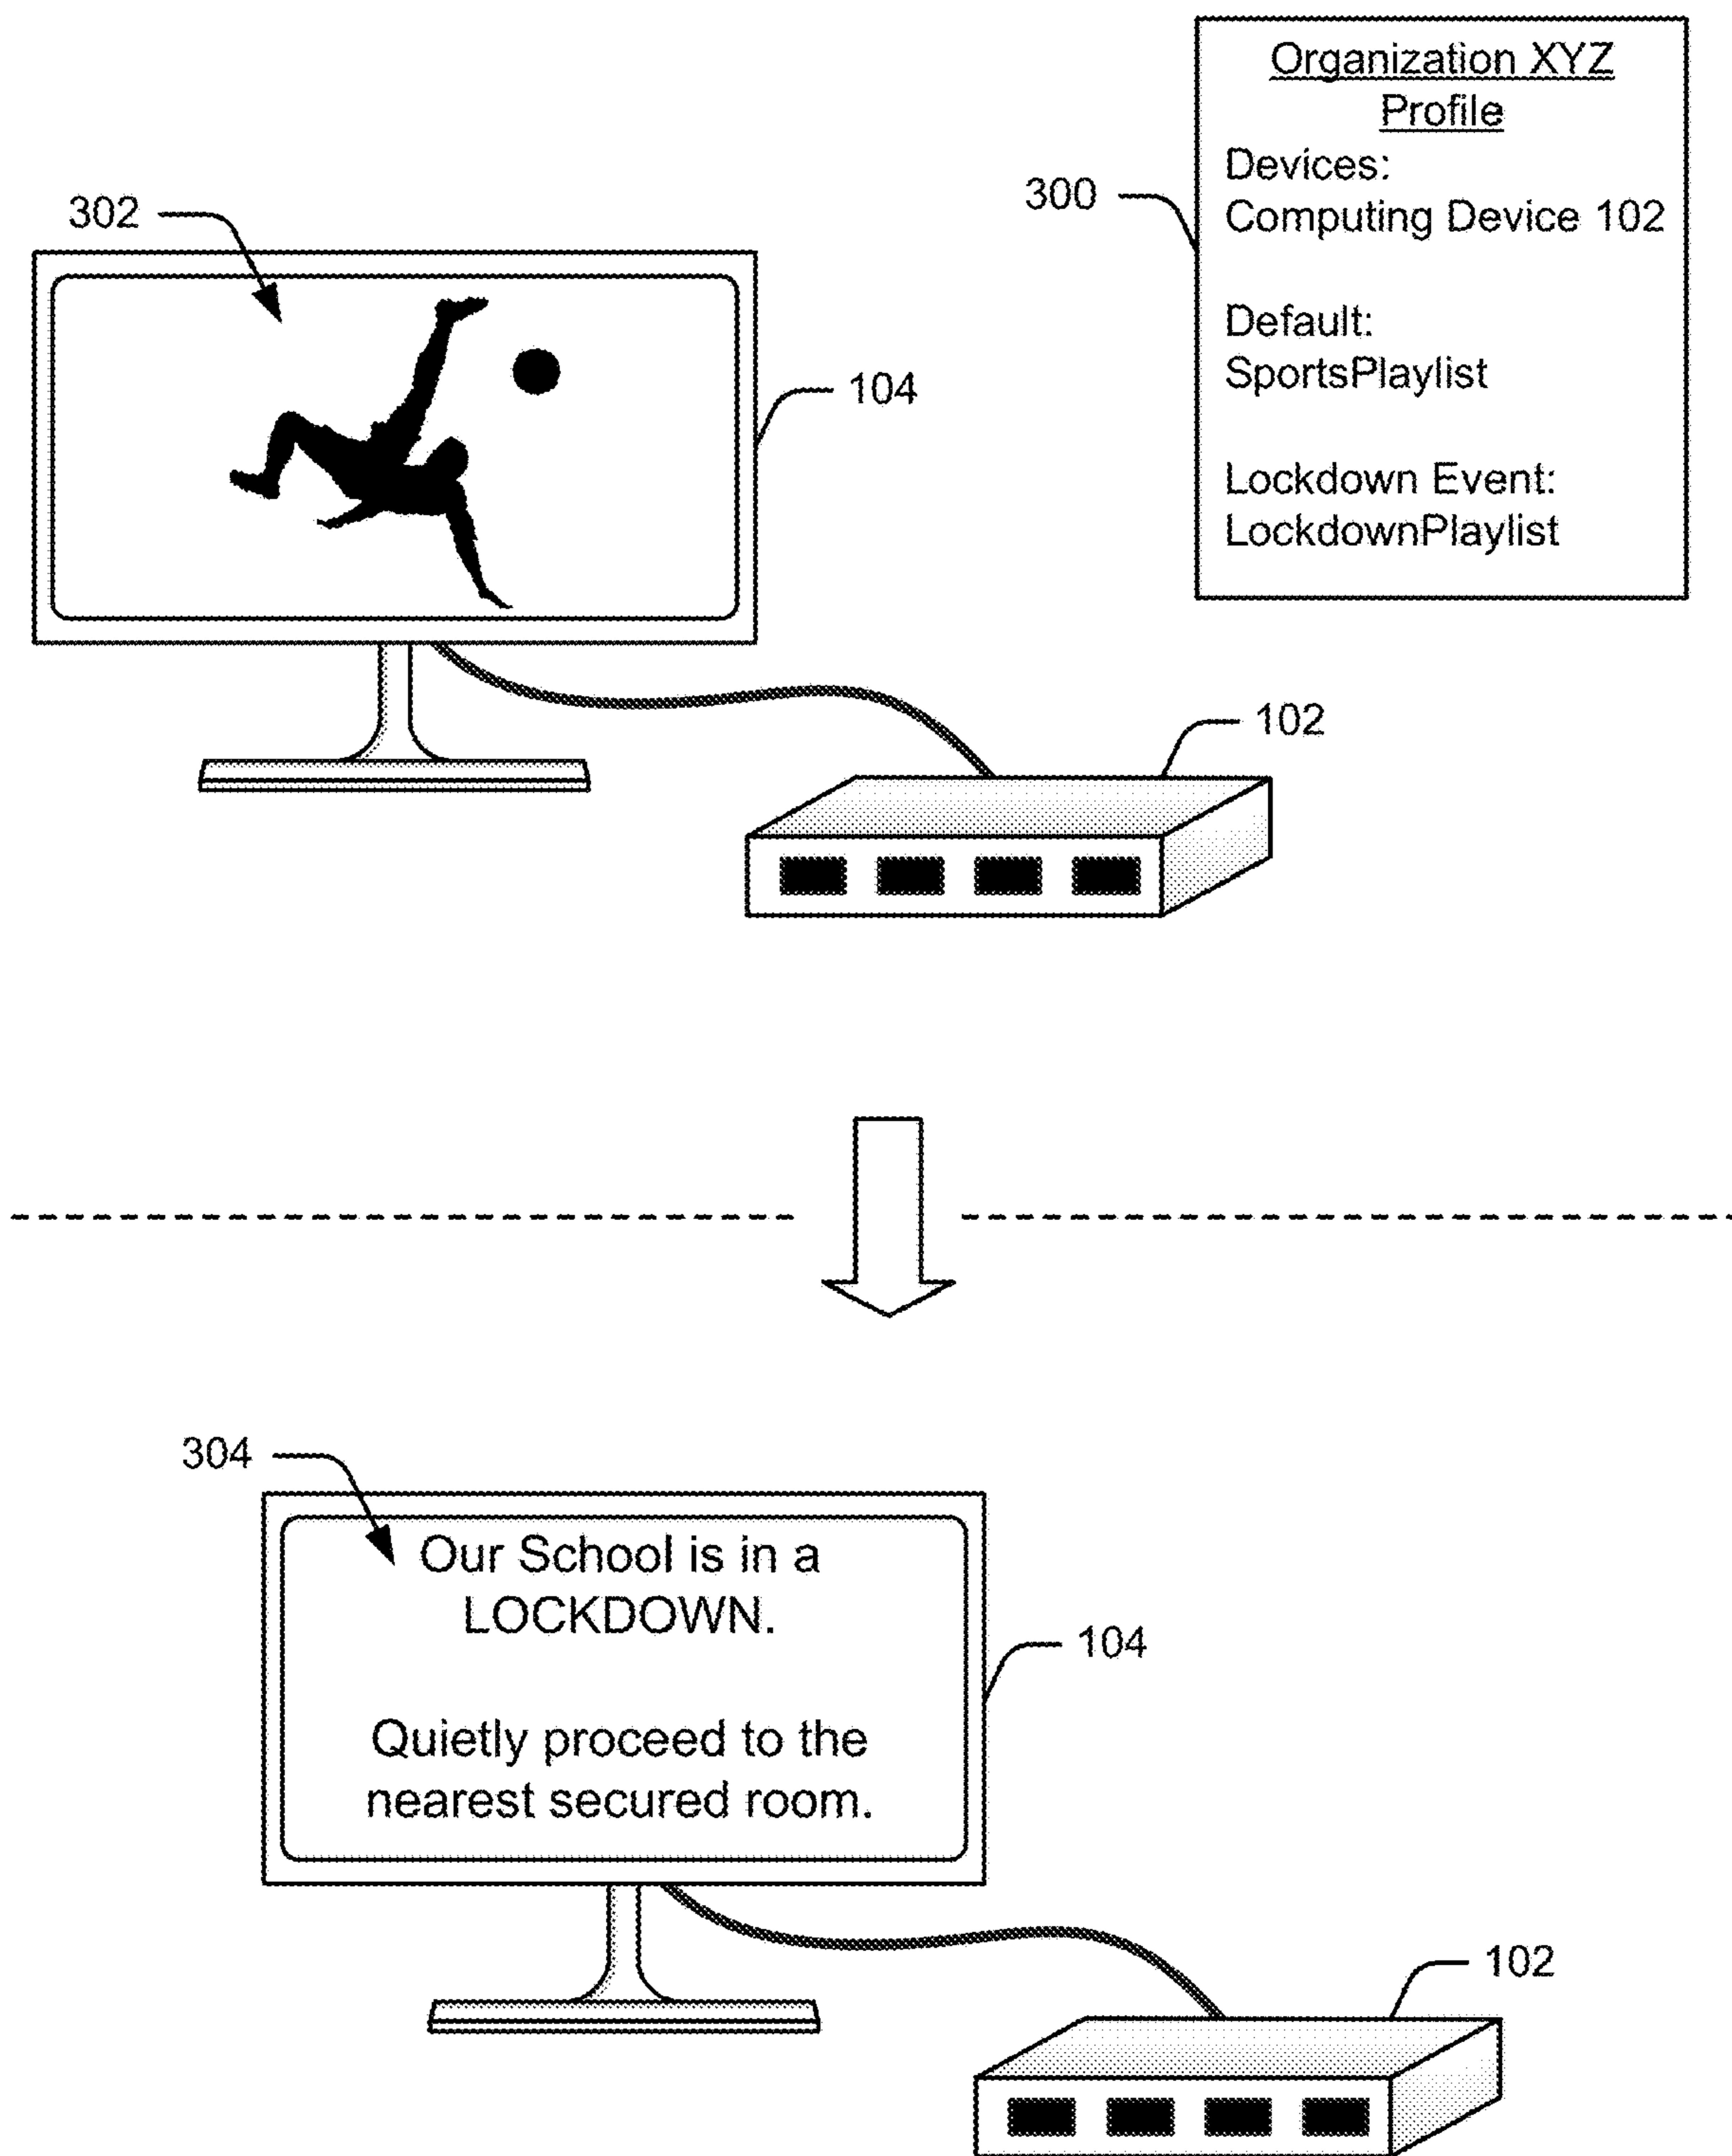 Organization XYZ
Profile
Devices:
Computing Device 102
Default:
SportsPlaylist
Lockdown Event:
LockdownPlaylist
300
302
104
102
304
Our School is in a
LOCKDOWN.
Quietly proceed to the
nearest secured room.
104
102